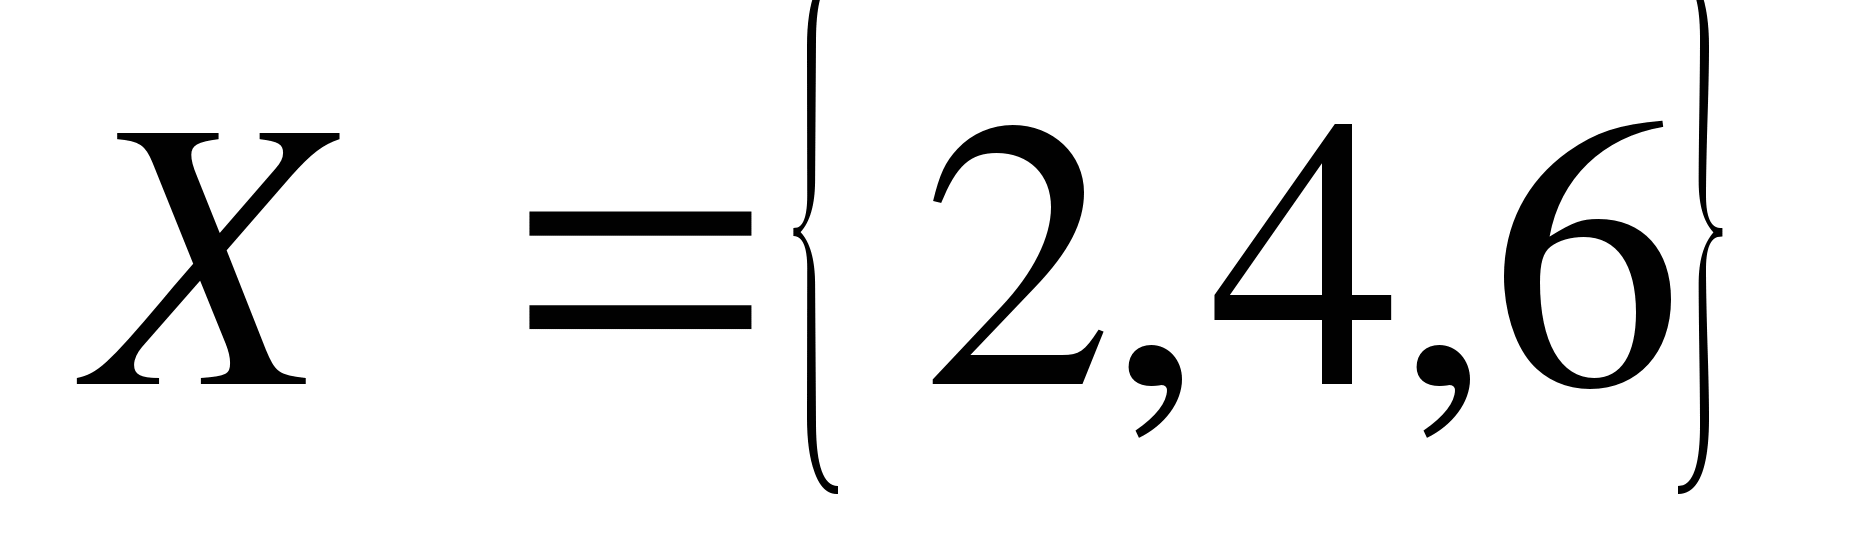 X = { 2,4,6}